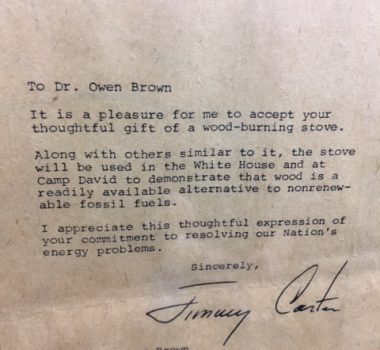 To Dr. Owen Brown
It is a pleasure for me to accept your
thoughtful gift of a wood-burning stove.
Along with others similar to it, the stove
will be used in the White House and at
Camp David to demonstrate that wood is a
readily available alternative to nonrenew-
able fossil fuels.
I appreciate this thoughtful expression of
your commitment to resolving our Nation's
energy problems.
Sincerely,
Jimmy Carter
Brown